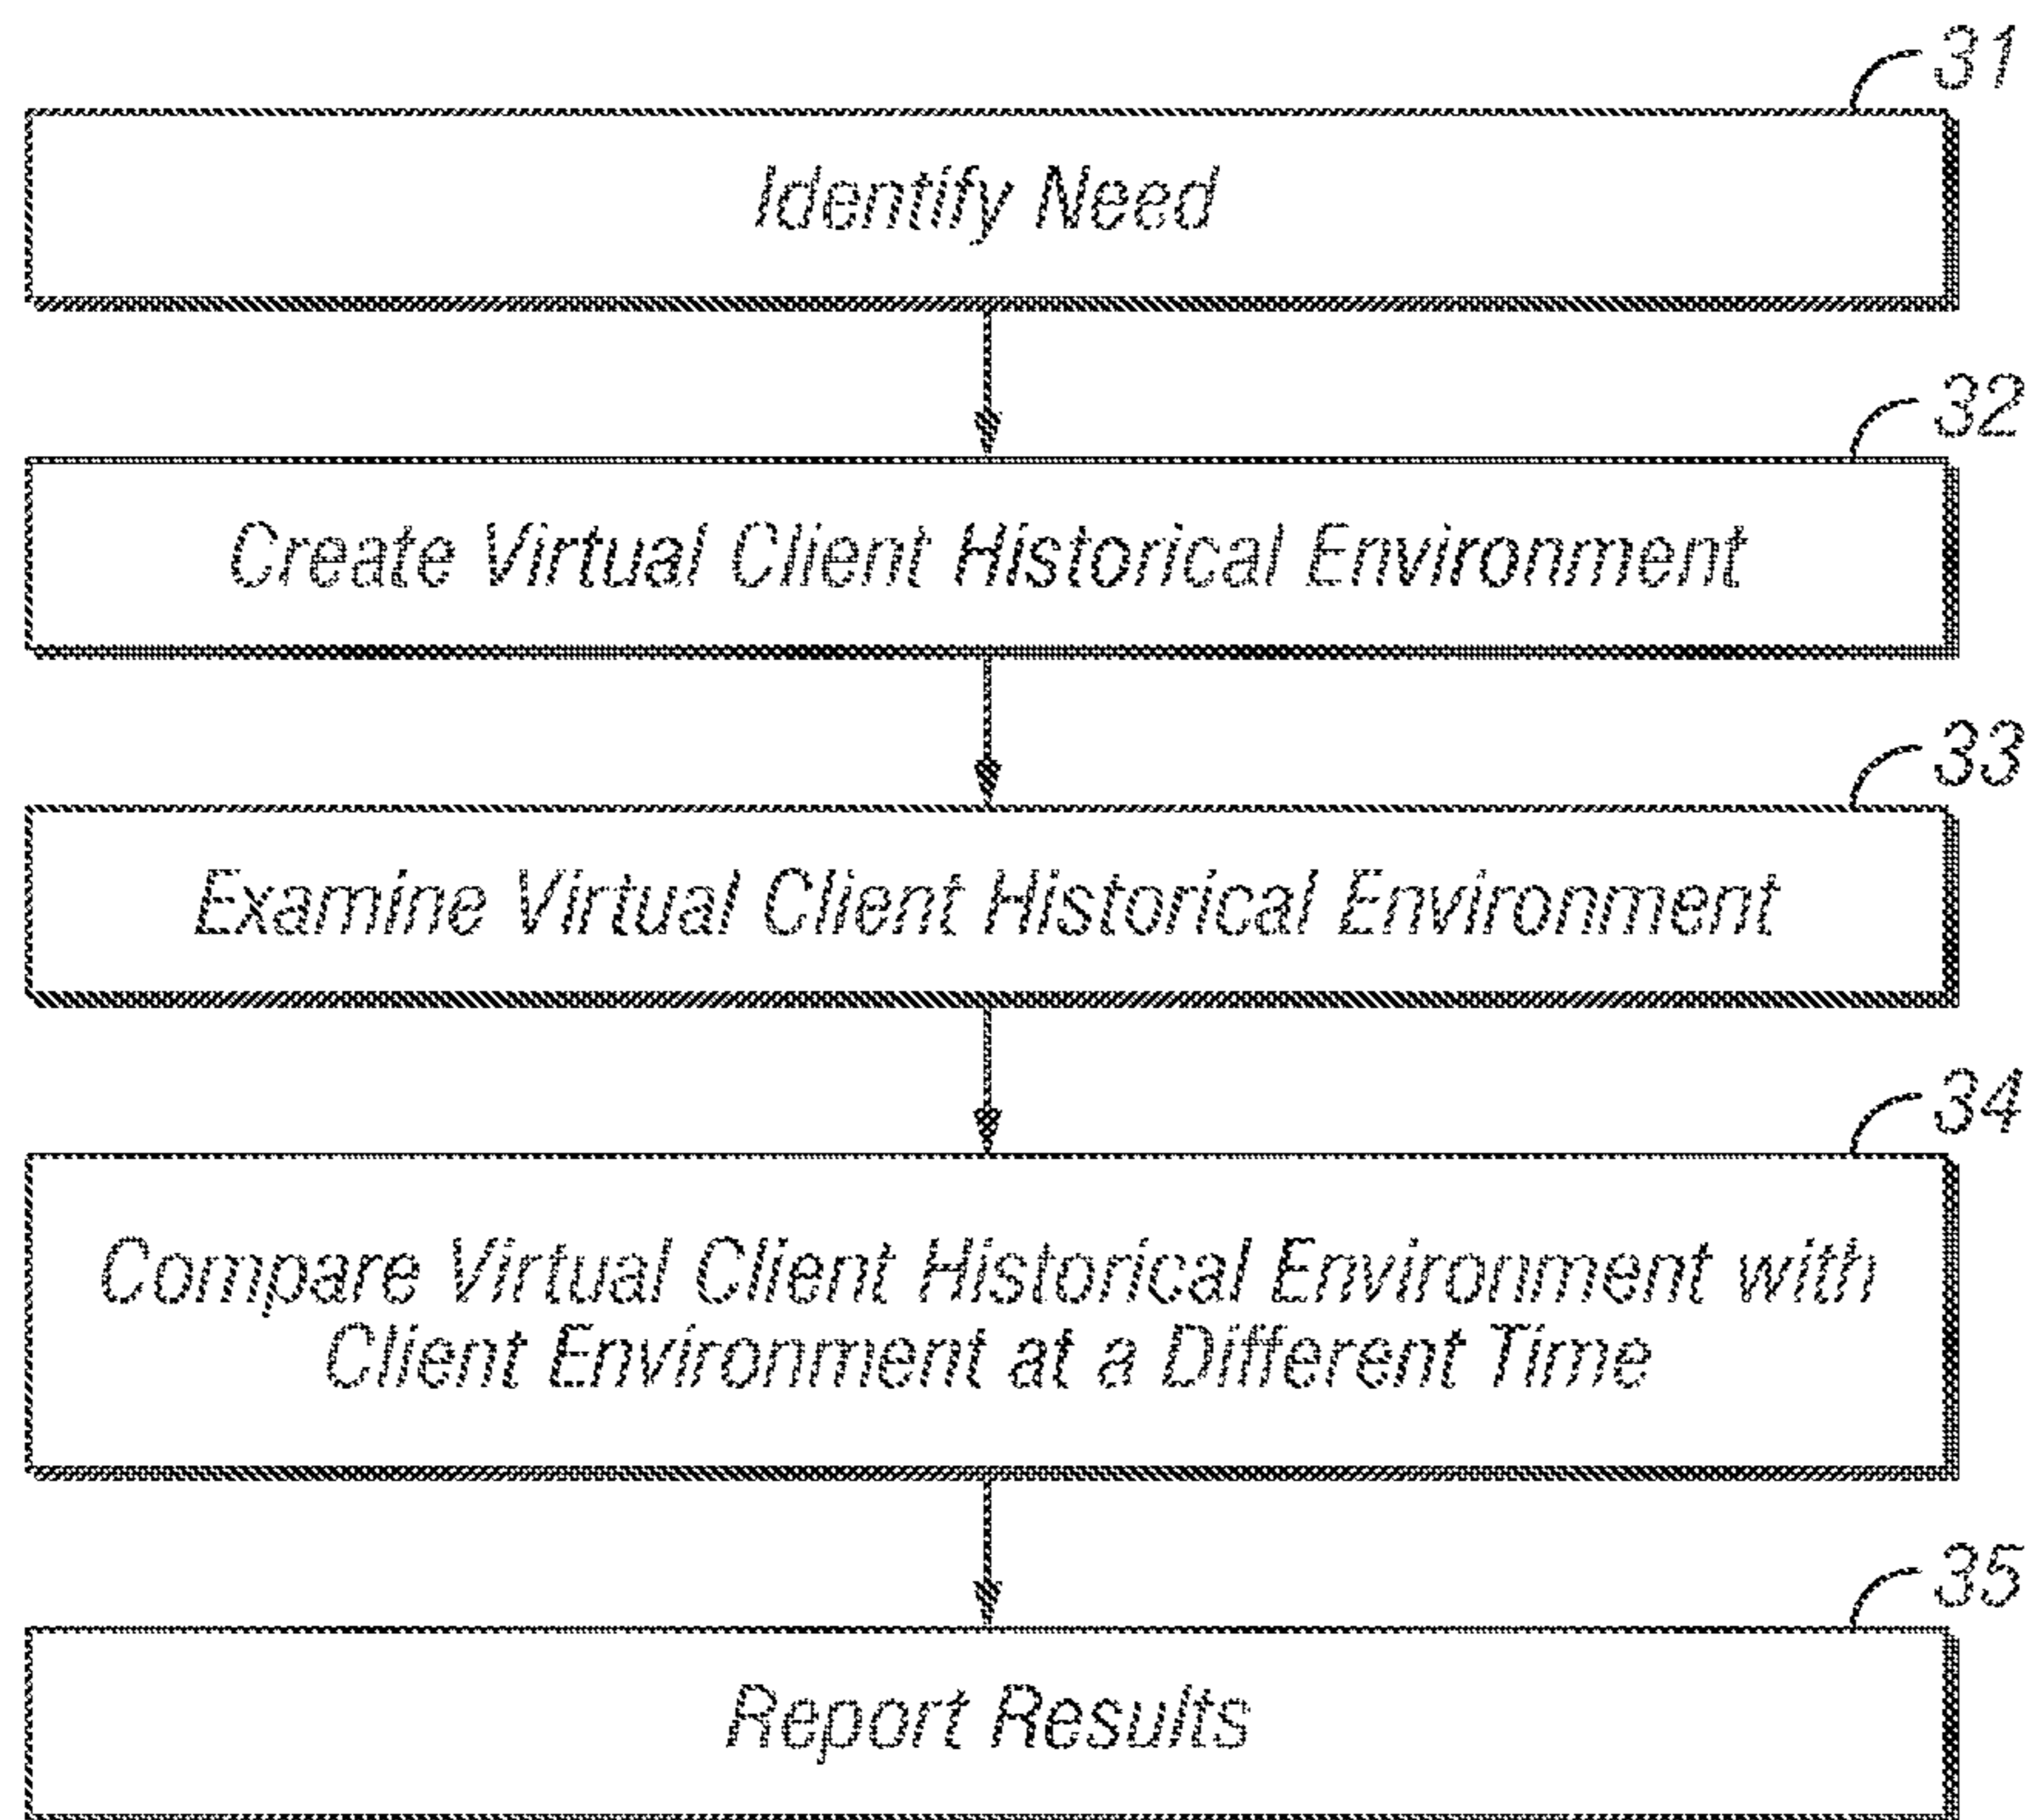 31
Identify Need
32
Create Virtual Client Historical Environment
33
Examine Virtual Client Historical Environment
34
Compare Virtual Client Historical Environment with
Client Environment at a Different Time
35
Report Results